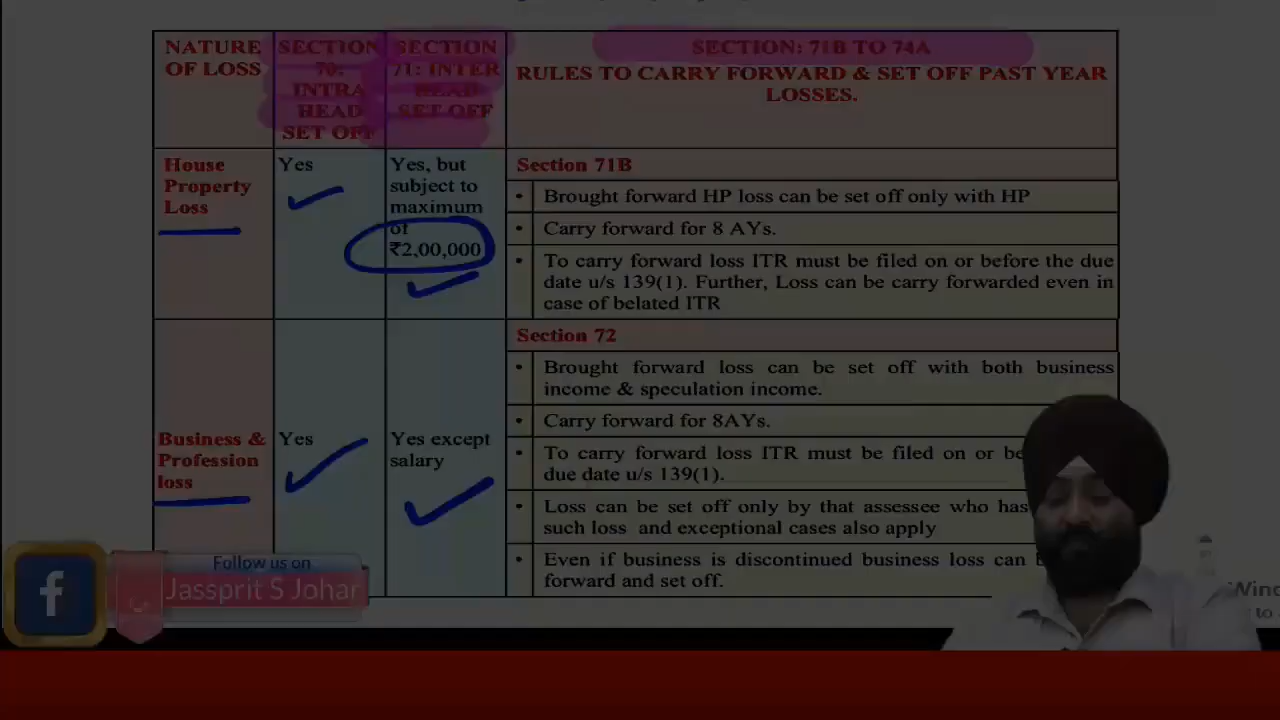 NATURE
OF LOSS
SECTION
70:
INTRA
HEAD
SET OFF
SECTION
71: INTER
HEAD
SET OFF
SECTION: 71B TO 74A
RULES TO CARRY FORWARD & SET OFF PAST YEAR
LOSSES.
House
Property
Loss
Yes
Yes, but
subject to
maximum
of
₹2,00,000
Section 71B
• Brought forward HP loss can be set off only with HP
• Carry forward for 8 AYs.
• To carry forward loss ITR must be filed on or before the due
date u/s 139(1). Further, Loss can be carry forwarded even in
case of belated ITR
Business &
Profession
loss
Yes
Yes except
salary
Section 72
• Brought forward loss can be set off with both business
income & speculation income.
• Carry forward for 8AYs.
• To carry forward loss ITR must be filed on or be
due date u/s 139(1).
• Loss can be set off only by that assessee who has
such loss and exceptional cases also apply
• Even if business is discontinued business loss can
forward and set off.
f
Follow us on
Jassprit S Johar
Wind
to